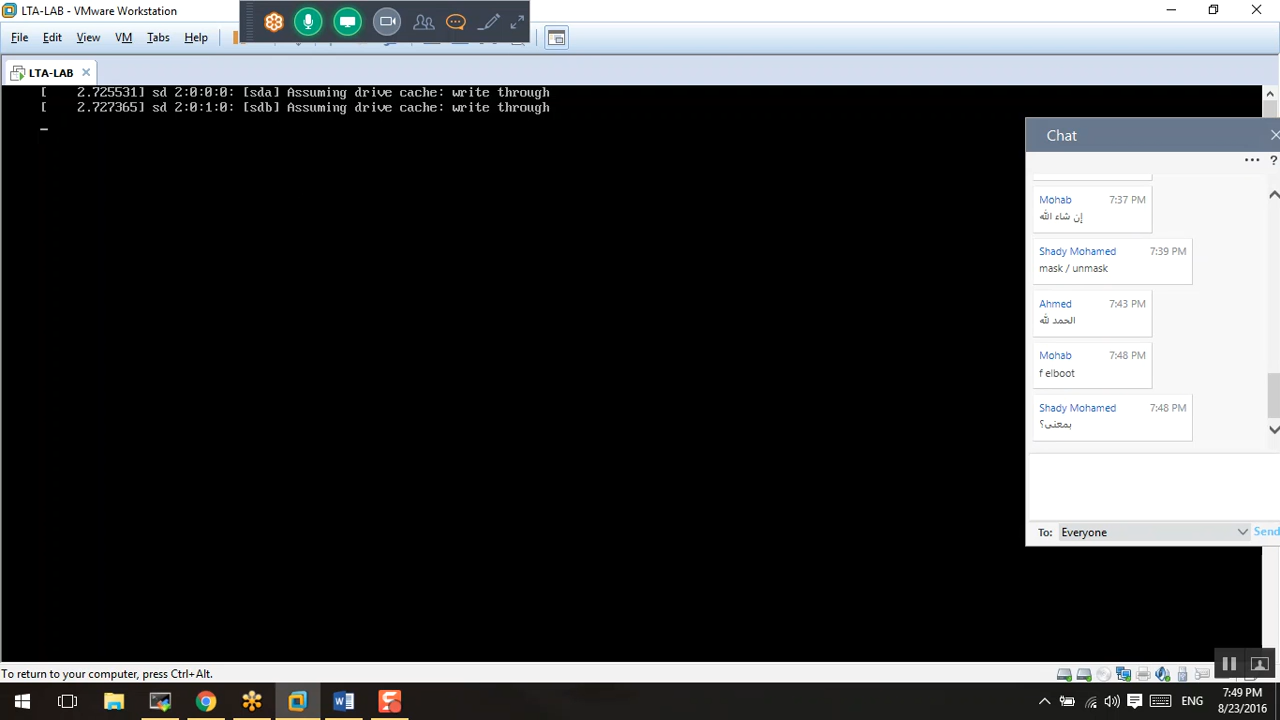 LTA-LAB - VMware Workstation
File Edit View VM Tabs Help
LTA-LAB
[    2.725531] sd 2:0:0:0: [sda] Assuming drive cache: write through
[    2.727365] sd 2:0:1:0: [sdb] Assuming drive cache: write through
Chat
Mohab 7:37 PM
إن شاء الله
Shady Mohamed 7:39 PM
mask / unmask
Ahmed 7:43 PM
الحمد لله
Mohab 7:48 PM
f elboot
Shady Mohamed 7:48 PM
بمعنى؟
To: Everyone Send
To return to your computer, press Ctrl+Alt.
ENG
7:49 PM
8/23/2016